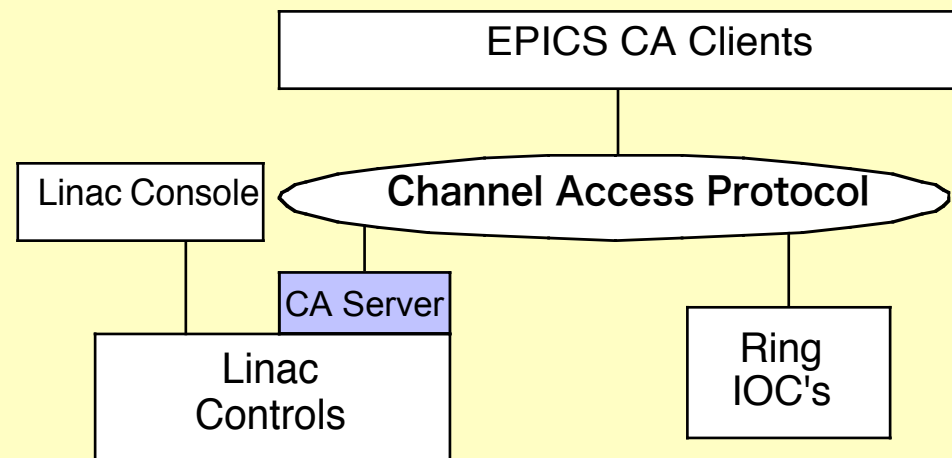 EPICS CA Clients
Linac Console
Channel Access Protocol
CA Server
Linac
Controls
Ring
IOC's